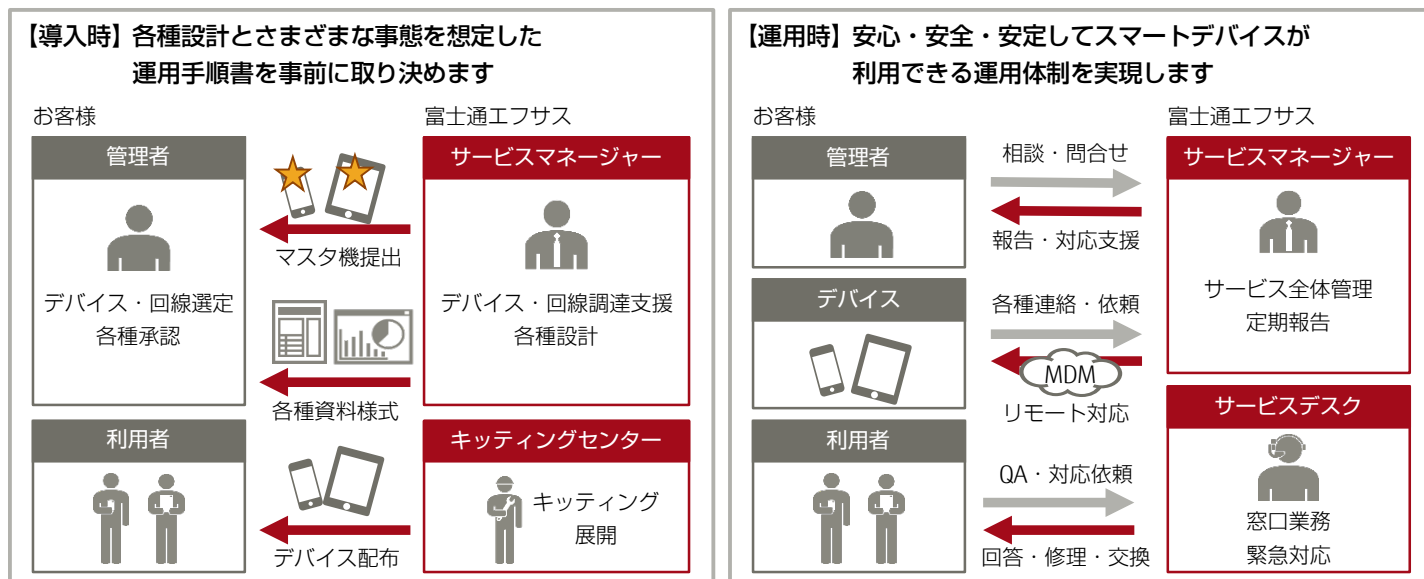 【導入時】各種設計とさまざまな事態を想定した
運用手順書を事前に取り決めます
お客様
富士通エフサス
管理者
サービスマネージャー
マスタ機提出
デバイス・回線選定
各種承認
デバイス・回線調達支援
各種設計
各種資料様式
利用者
キッティングセンター
キッティング
展開
デバイス配布
【運用時】安心・安全・安定してスマートデバイスが
利用できる運用体制を実現します
お客様
富士通エフサス
管理者
相談・問合せ
サービスマネージャー
報告・対応支援
デバイス
各種連絡・依頼
サービス全体管理
定期報告
MDM
リモート対応
サービスデスク
利用者
QA・対応依頼
窓口業務
緊急対応
回答・修理・交換